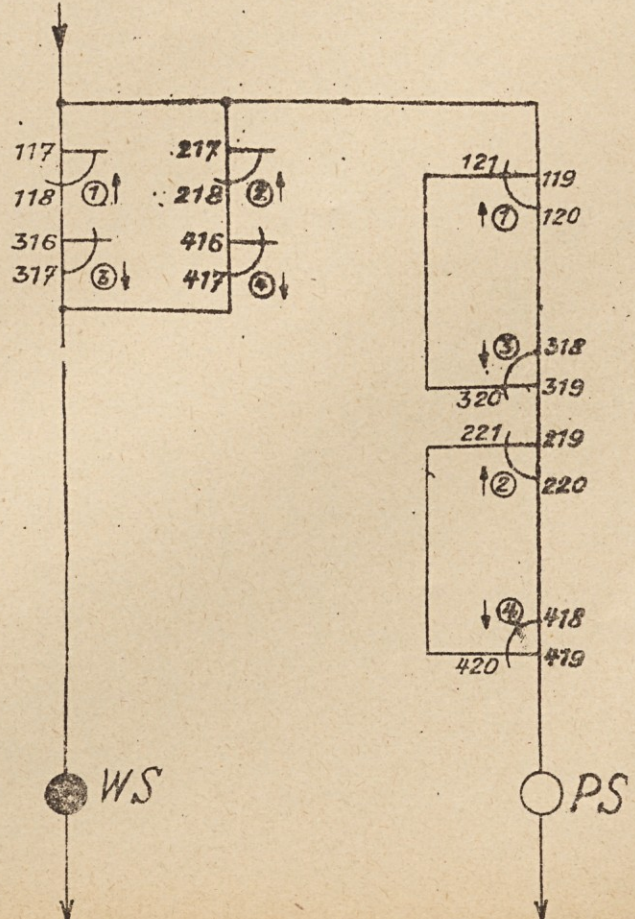 117
118 ① ↑
316
317 ③ ↓
217
218 ② ↑
416
417 ④ ↓
121 119
↑ ① 120
↓ ③ 318
320 319
221 219
↑ ② 220
↓ ④ 418
420 419
WS
PS